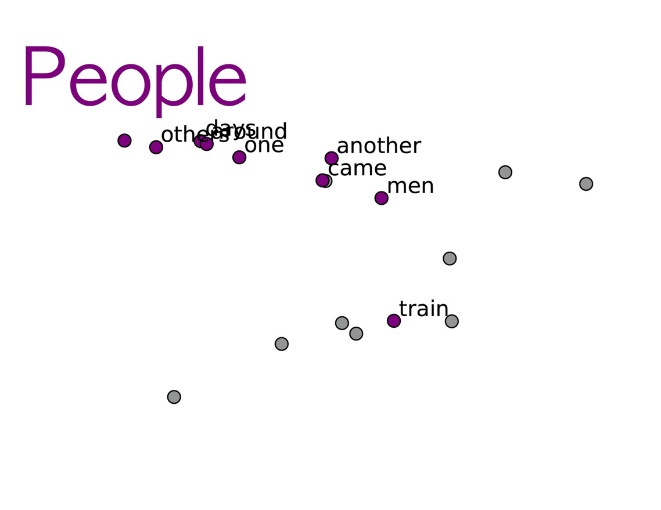 People
days
others
around
one
another
came
men
train